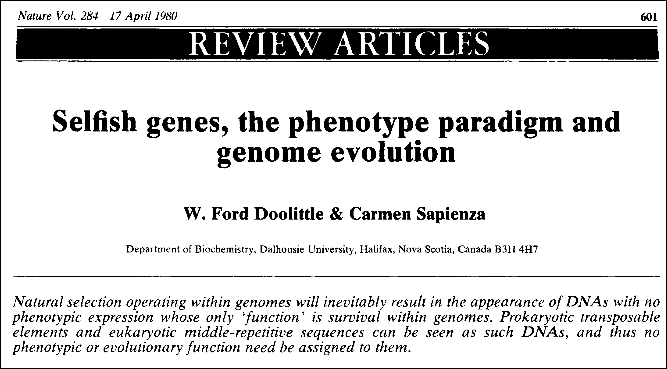 Nature Vol. 284 17 April 1980 601
REVIEW ARTICLES
Selfish genes, the phenotype paradigm and
genome evolution
W. Ford Doolittle & Carmen Sapienza
Department of Biochemistry, Dalhousie University, Halifax, Nova Scotia, Canada B3H 4H7
Natural selection operating within genomes will inevitably result in the appearance of DNAs with no
phenotypic expression whose only ‘function’ is survival within genomes. Prokaryotic transposable
elements and eukaryotic middle-repetitive sequences can be seen as such DNAs, and thus no
phenotypic or evolutionary function need be assigned to them.